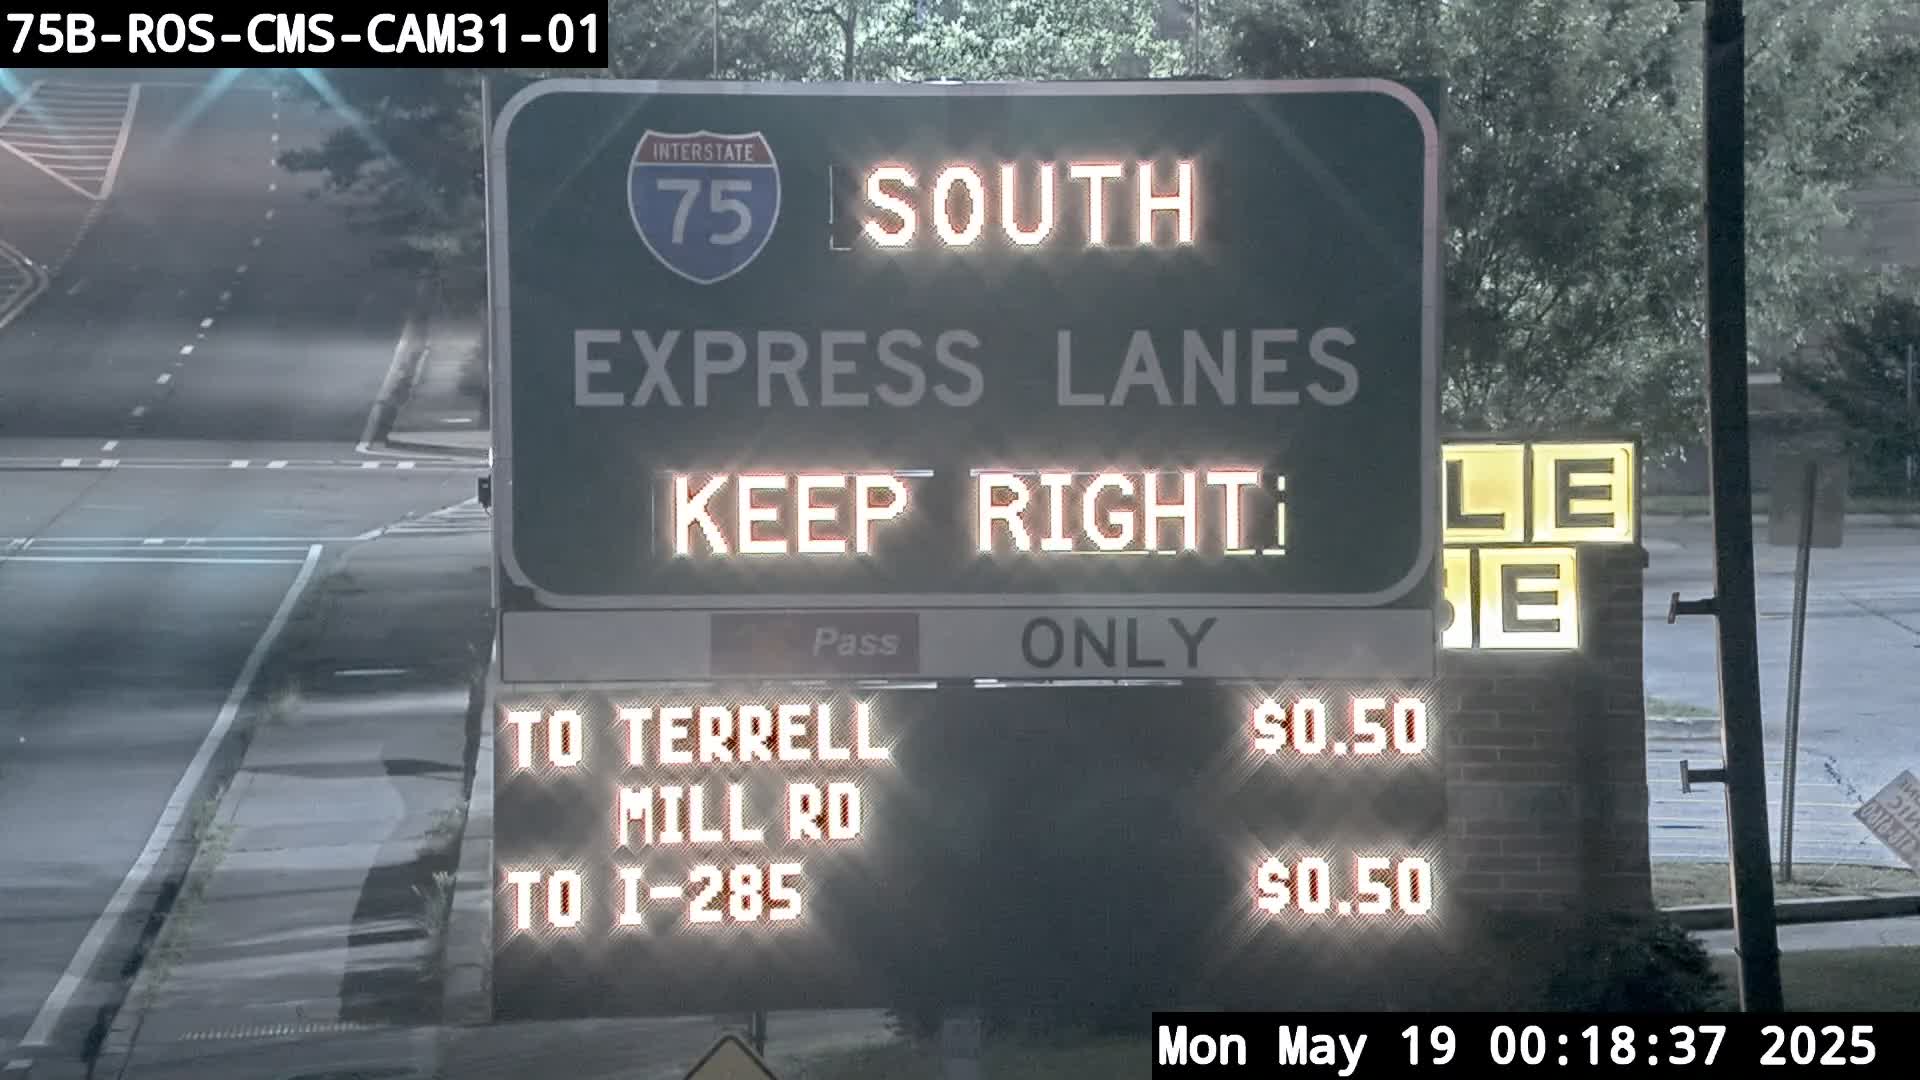 75B-ROS-CMS-CAM31-01
INTERSTATE
75
SOUTH
EXPRESS LANES
KEEP RIGHT
Pass ONLY
TO TERRELL $0.50
MILL RD
TO I-285 $0.50
LE
E
Mon May 19 00:18:37 2025